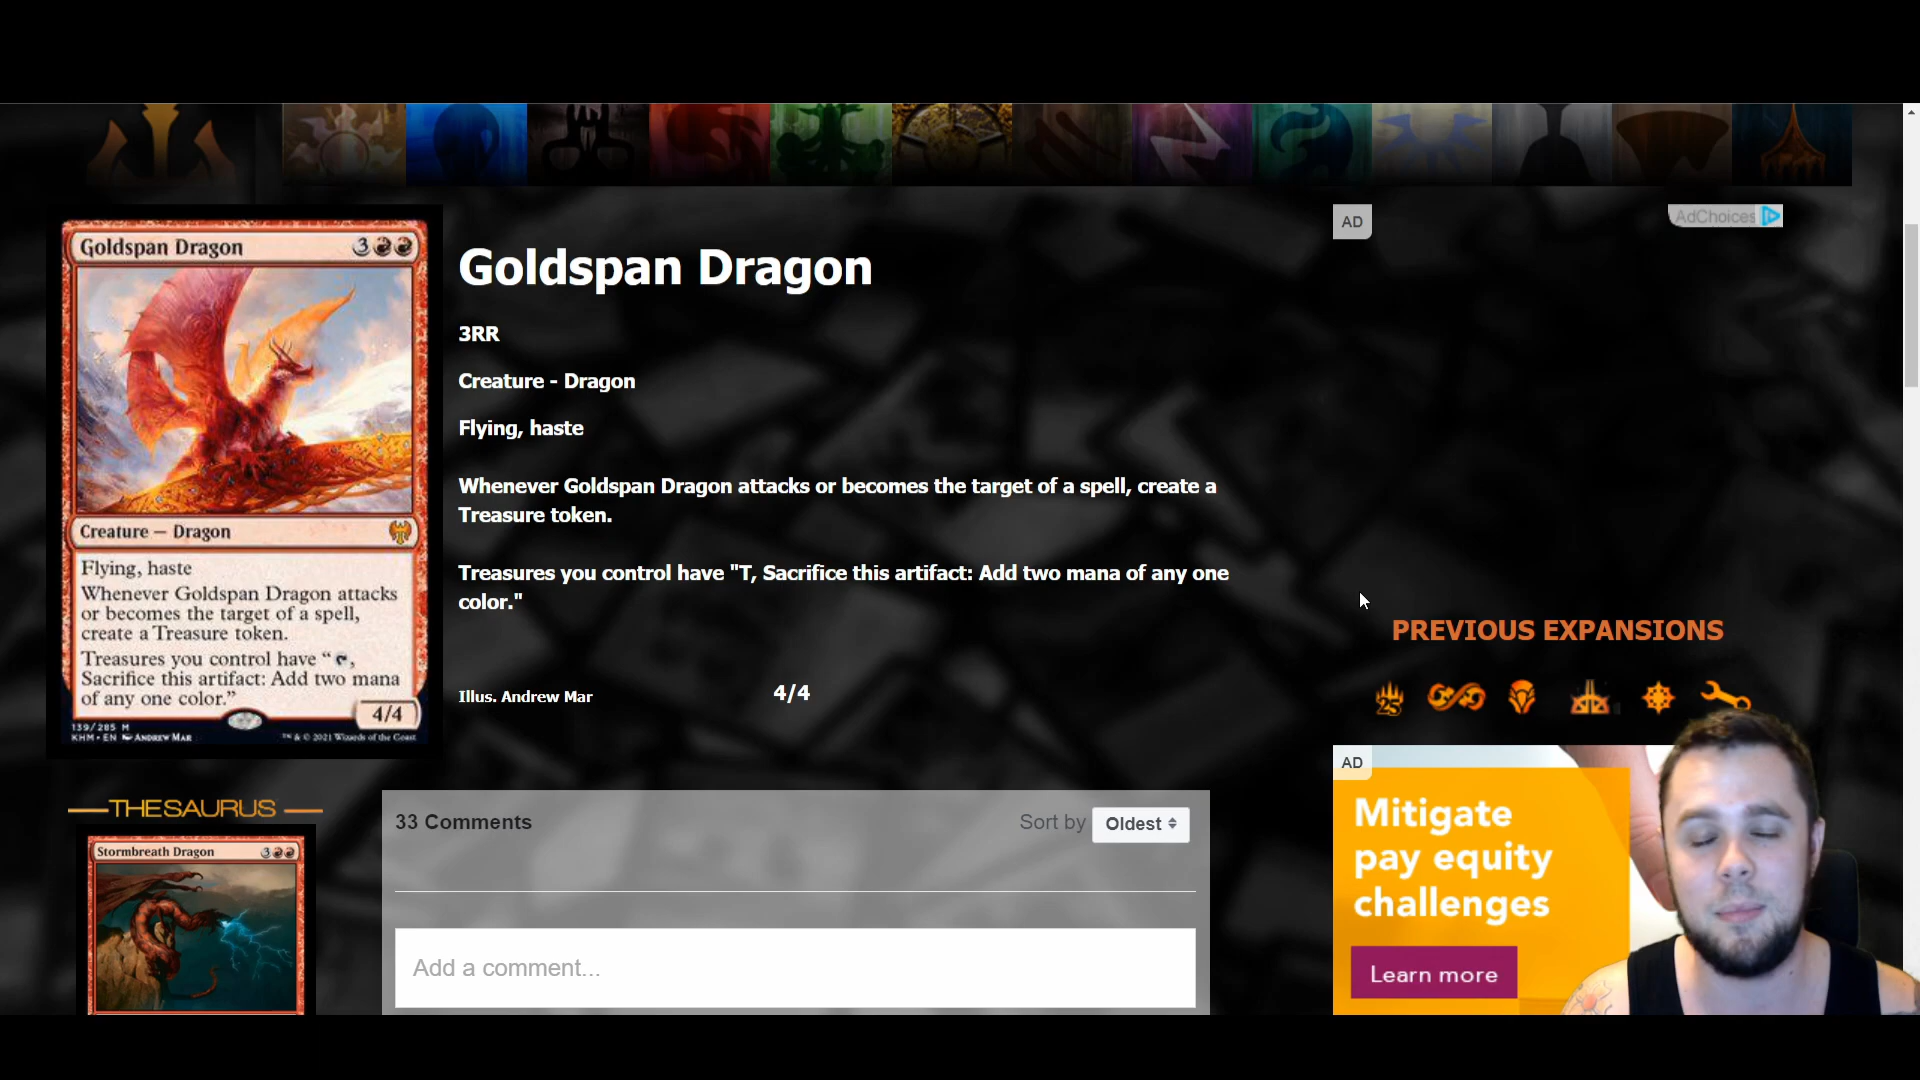 AD
AdChoices
Goldspan Dragon 3
Creature — Dragon
Flying, haste
Whenever Goldspan Dragon attacks
or becomes the target of a spell,
create a Treasure token.
Treasures you control have “ ,
Sacrifice this artifact: Add two mana
of any one color.”
4/4
139/285 M
KHM • EN ANDREW MAR ™ & © 2021 Wizards of the Coast
Goldspan Dragon
3RR
Creature - Dragon
Flying, haste
Whenever Goldspan Dragon attacks or becomes the target of a spell, create a
Treasure token.
Treasures you control have "T, Sacrifice this artifact: Add two mana of any one
color."
Illus. Andrew Mar 4/4
PREVIOUS EXPANSIONS
25
THESAURUS
Stormbreath Dragon 3
33 Comments Sort by Oldest
Add a comment...
AD
Mitigate
pay equity
challenges
Learn more